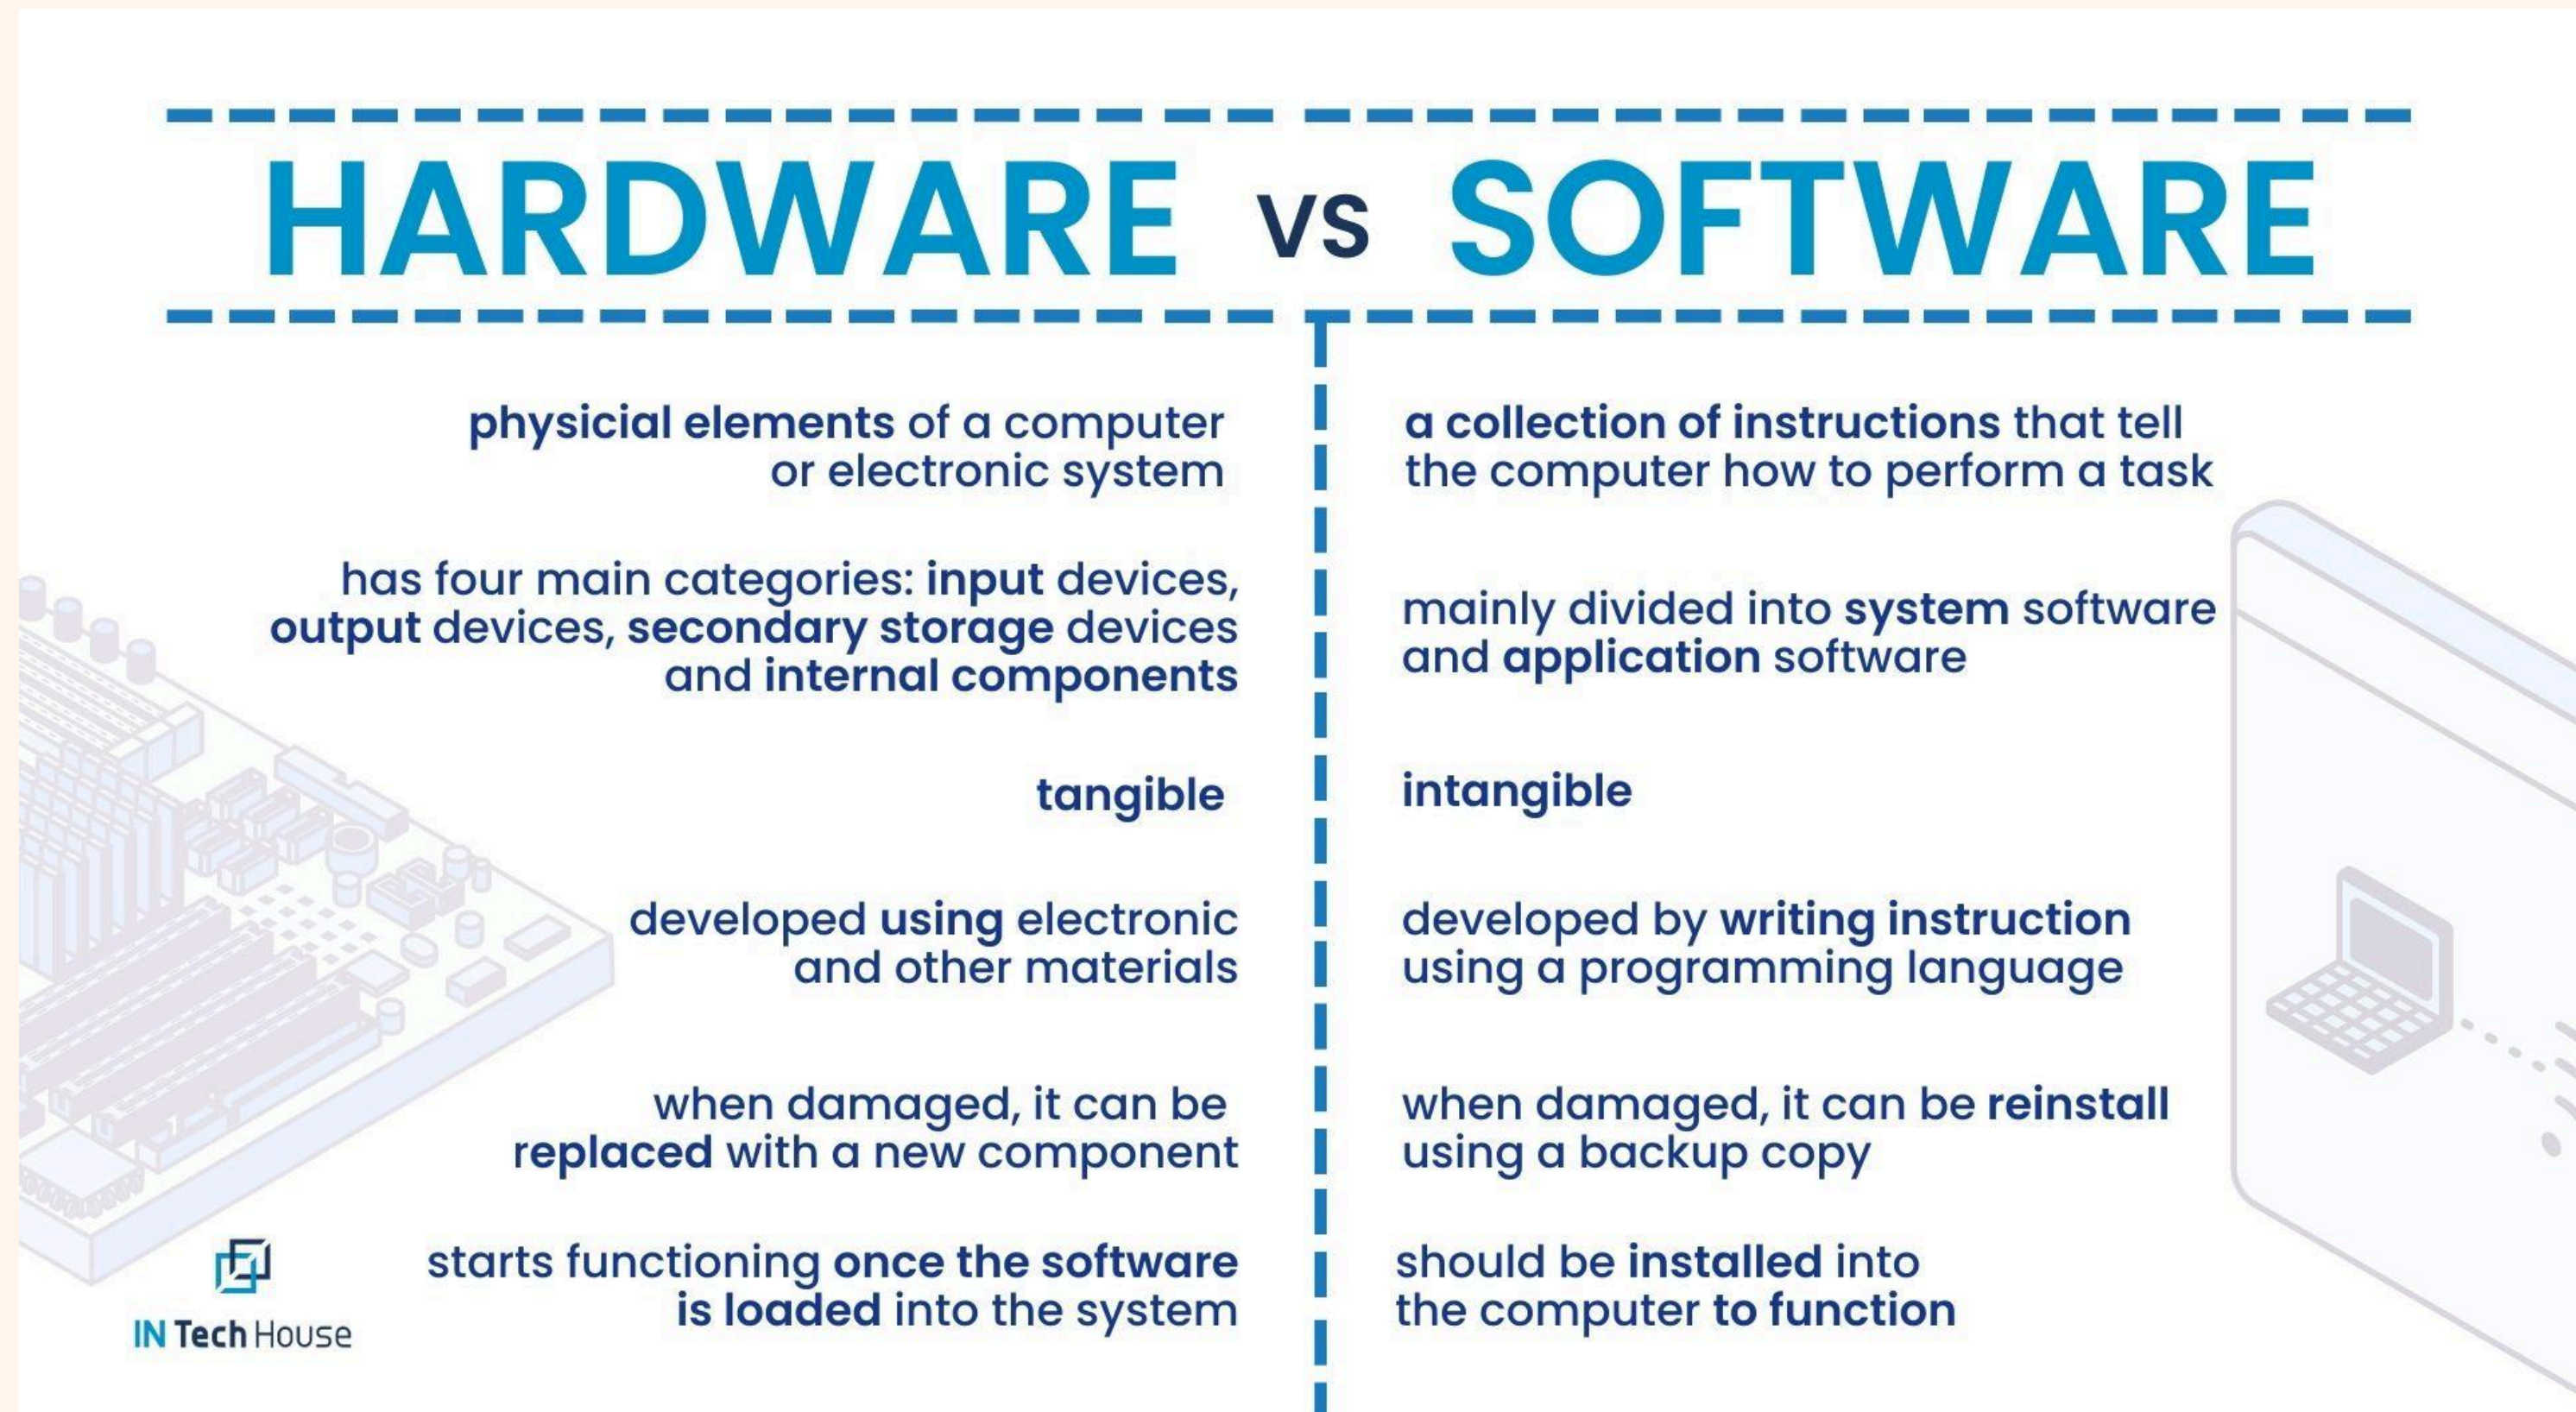 HARDWARE vs SOFTWARE
physicial elements of a computer
or electronic system
a collection of instructions that tell
the computer how to perform a task
has four main categories: input devices,
output devices, secondary storage devices
and internal components
mainly divided into system software
and application software
tangible
intangible
developed using electronic
and other materials
developed by writing instruction
using a programming language
when damaged, it can be
replaced with a new component
when damaged, it can be reinstall
using a backup copy
starts functioning once the software
is loaded into the system
should be installed into
the computer to function
IN Tech House